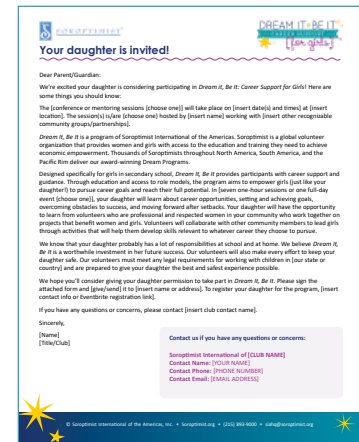 SOROPTIMIST
DREAM IT • BE IT
CAREER SUPPORT
{for girls}
Your daughter is invited!
Dear Parent/Guardian:
We're excited your daughter is considering participating in Dream It, Be It: Career Support for Girls! Here are
some things you should know:
The [conference or mentoring sessions (choose one)] will take place on [insert date(s) and times] at [insert
location]. The session(s) is/are (choose one) hosted by [insert name] working with [insert other recognizable
community groups/partnerships].
Dream It, Be It is a program of Soroptimist International of the Americas. Soroptimist is a global volunteer
organization that provides women and girls with access to the education and training they need to achieve
economic empowerment. Thousands of Soroptimists throughout North America, South America, and the
Pacific Rim deliver our award-winning Dream Programs.
Designed specifically for girls in secondary school, Dream It, Be It provides participants with career support and
guidance. Through education and access to role models, the program aims to empower girls (just like your
daughter!) to pursue career goals and reach their full potential. In [seven one-hour sessions or one full-day
event (choose one)], your daughter will learn about career opportunities, setting and achieving goals,
overcoming obstacles to success, and moving forward after setbacks. Your daughter will have the opportunity
to learn from volunteers who are professional and respected women in your community who work together on
projects that benefit women and girls. Volunteers will collaborate with other community members to lead girls
through activities that will help them develop skills relevant to whatever career they choose to pursue.
We know that your daughter probably has a lot of responsibilities at school and at home. We believe Dream It,
Be It is a worthwhile investment in her future success. Our volunteers will also make every effort to keep your
daughter safe. Our volunteers must meet any legal requirements for working with children in [our state or
country] and are prepared to give your daughter the best and safest experience possible.
We hope you'll consider giving your daughter permission to take part in Dream It, Be It. Please sign the
attached form and [give/send] it to [insert name or address]. To register your daughter for the program, [insert
contact info or Eventbrite registration link].
If you have any questions or concerns, please contact [insert club contact name].
Sincerely,
[Name]
[Title/Club]
Contact us if you have any questions or concerns:
Soroptimist International of [CLUB NAME]
Contact Name: [YOUR NAME]
Contact Phone: [PHONE NUMBER]
Contact Email: [EMAIL ADDRESS]
© Soroptimist International of the Americas, Inc. • Soroptimist.org • (215) 893-9000 • siahq@soroptimist.org